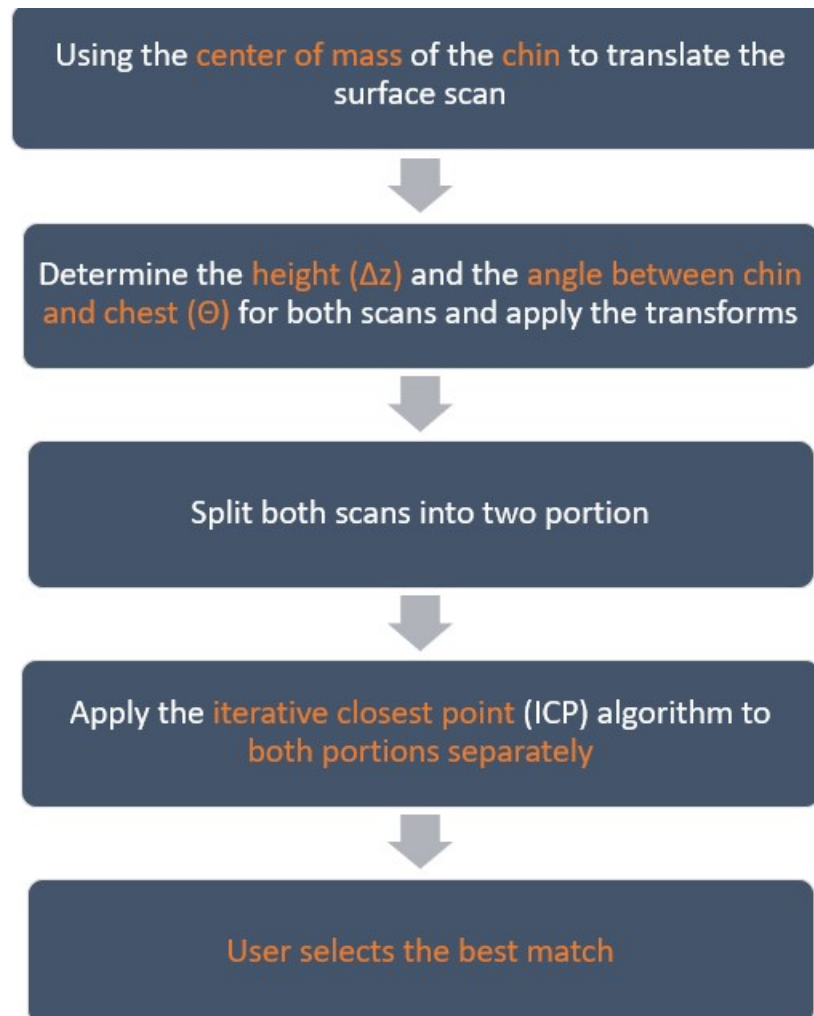 Using the center of mass of the chin to translate the
surface scan
Determine the height (Δz) and the angle between chin
and chest (Θ) for both scans and apply the transforms
Split both scans into two portion
Apply the iterative closest point (ICP) algorithm to
both portions separately
User selects the best match